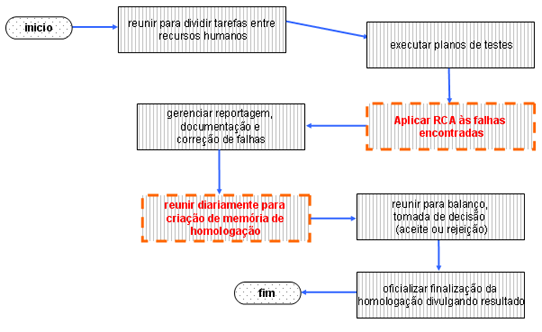 início
reunir para dividir tarefas entre
recursos humanos
executar planos de testes
Aplicar RCA às falhas
encontradas
gerenciar reportagem,
documentação e
correção de falhas
reunir diariamente para
criação de memória de
homologação
reunir para balanço,
tomada de decisão
(aceite ou rejeição)
oficializar finalização da
homologação divulgando resultado
fim